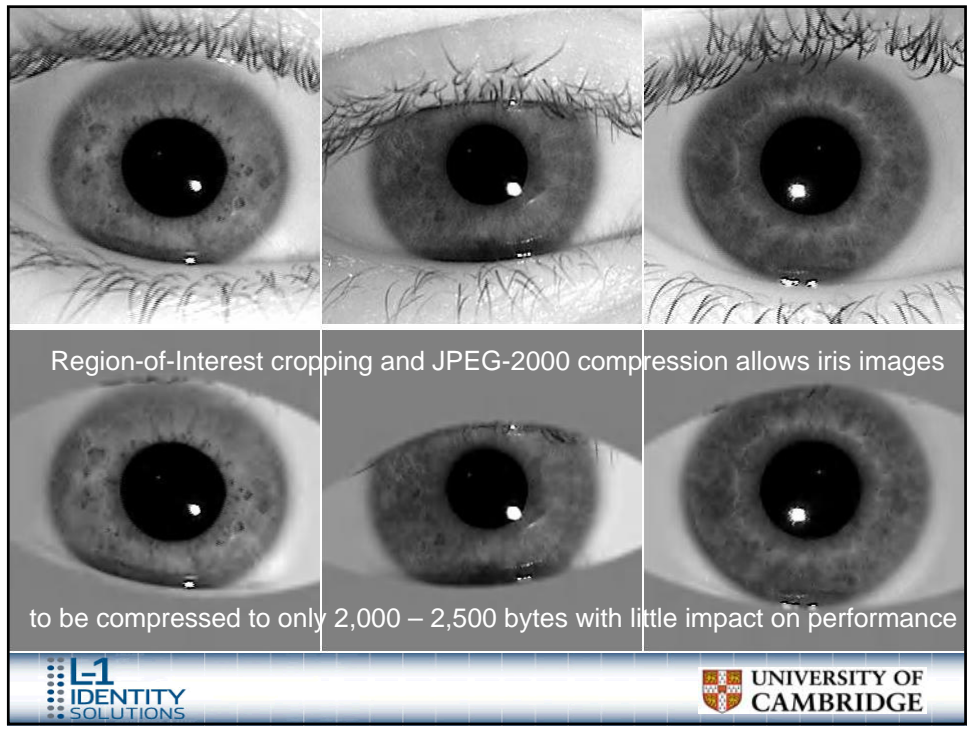 Region-of-Interest cropping and JPEG-2000 compression allows iris images
to be compressed to only 2,000 – 2,500 bytes with little impact on performance
L-1
IDENTITY
SOLUTIONS
UNIVERSITY OF
CAMBRIDGE